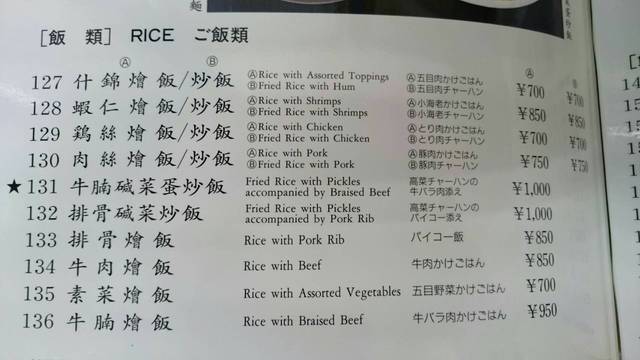 [飯 類] RICE ご飯類
Ⓐ Ⓑ Ⓐ Ⓑ
127 什錦燴飯/炒飯 ⒶRice with Assorted Toppings Ⓐ五目肉かけごはん ¥700 ¥700
ⒷFried Rice with Hum Ⓑ五目肉チャーハン
128 蝦仁燴飯/炒飯 ⒶRice with Shrimps Ⓐ小海老かけごはん ¥850 ¥850
ⒷFried Rice with Shrimps Ⓑ小海老チャーハン
129 鶏絲燴飯/炒飯 ⒶRice with Chicken Ⓐとり肉かけごはん ¥700 ¥700
ⒷFried Rice with Chicken Ⓑとり肉チャーハン
130 肉絲燴飯/炒飯 ⒶRice with Pork Ⓐ豚肉かけごはん ¥750 ¥750
ⒷFried Rice with Pork Ⓑ豚肉チャーハン
★131 牛腩碱菜蛋炒飯 Fried Rice with Pickles accompanied by Braised Beef 高菜チャーハンの牛バラ肉添え ¥1,000
132 排骨碱菜炒飯 Fried Rice with Pickles accompanied by Pork Rib 高菜チャーハンのパイコー添え ¥1,000
133 排骨燴飯 Rice with Pork Rib パイコー飯 ¥850
134 牛肉燴飯 Rice with Beef 牛肉かけごはん ¥850
135 素菜燴飯 Rice with Assorted Vegetables 五目野菜かけごはん ¥700
136 牛腩燴飯 Rice with Braised Beef 牛バラ肉かけごはん ¥950